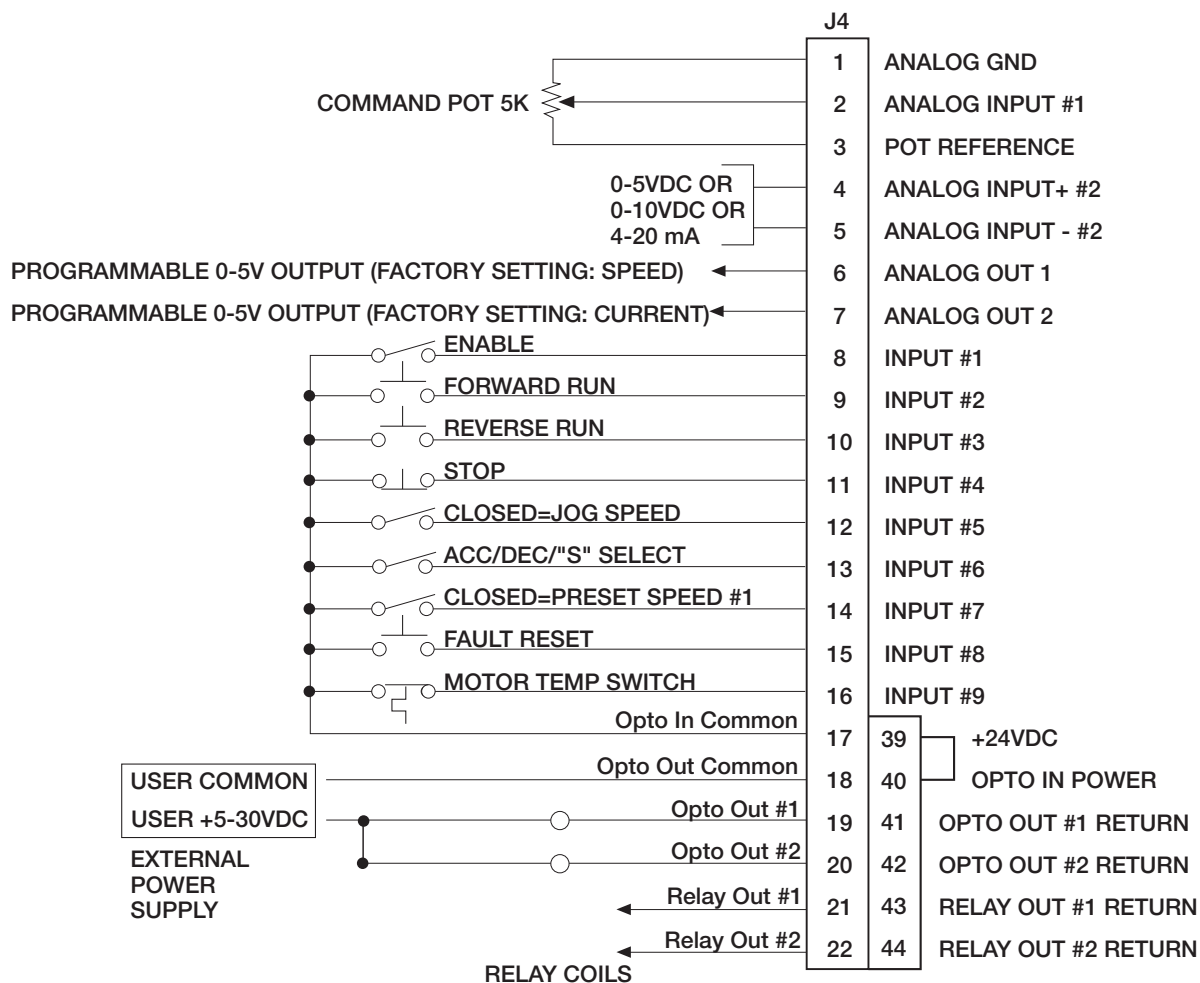 J4
1 ANALOG GND
COMMAND POT 5K 2 ANALOG INPUT #1
3 POT REFERENCE
0-5VDC OR
0-10VDC OR
4-20 mA
4 ANALOG INPUT+ #2
5 ANALOG INPUT - #2
PROGRAMMABLE 0-5V OUTPUT (FACTORY SETTING: SPEED) 6 ANALOG OUT 1
PROGRAMMABLE 0-5V OUTPUT (FACTORY SETTING: CURRENT) 7 ANALOG OUT 2
ENABLE 8 INPUT #1
FORWARD RUN 9 INPUT #2
REVERSE RUN 10 INPUT #3
STOP 11 INPUT #4
CLOSED=JOG SPEED 12 INPUT #5
ACC/DEC/"S" SELECT 13 INPUT #6
CLOSED=PRESET SPEED #1 14 INPUT #7
FAULT RESET 15 INPUT #8
MOTOR TEMP SWITCH 16 INPUT #9
Opto In Common 17 39 +24VDC
USER COMMON Opto Out Common 18 40 OPTO IN POWER
USER +5-30VDC Opto Out #1 19 41 OPTO OUT #1 RETURN
EXTERNAL
POWER
SUPPLY
Opto Out #2 20 42 OPTO OUT #2 RETURN
Relay Out #1 21 43 RELAY OUT #1 RETURN
Relay Out #2 22 44 RELAY OUT #2 RETURN
RELAY COILS